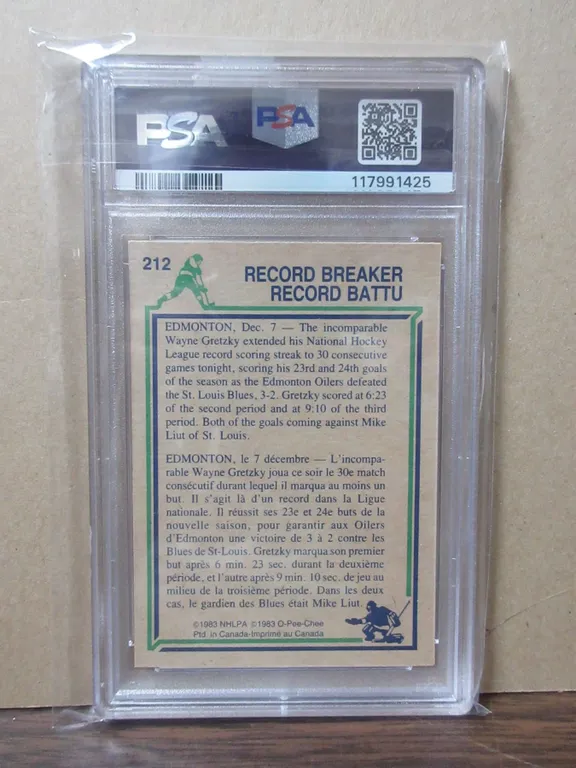 PSA
PSA
117991425
212
RECORD BREAKER
RECORD BATTU
EDMONTON, Dec. 7 — The incomparable
Wayne Gretzky extended his National Hockey
League record scoring streak to 30 consecutive
games tonight, scoring his 23rd and 24th goals
of the season as the Edmonton Oilers defeated
the St. Louis Blues, 3-2. Gretzky scored at 6:23
of the second period and at 9:10 of the third
period. Both of the goals coming against Mike
Liut of St. Louis.
EDMONTON, le 7 décembre — L'incompa-
rable Wayne Gretzky joua ce soir le 30e match
consécutif durant lequel il marqua au moins un
but. Il s'agit là d'un record dans la Ligue
nationale. Il réussit ses 23e et 24e buts de la
nouvelle saison, pour garantir aux Oilers
d'Edmonton une victoire de 3 à 2 contre les
Blues de St-Louis. Gretzky marqua son premier
but après 6 min. 23 sec. durant la deuxième
période, et l'autre après 9 min. 10 sec. de jeu au
milieu de la troisième période. Dans les deux
cas, le gardien des Blues était Mike Liut.
©1983 NHLPA ©1983 O-Pee-Chee
Ptd. in Canada-Imprimé au Canada